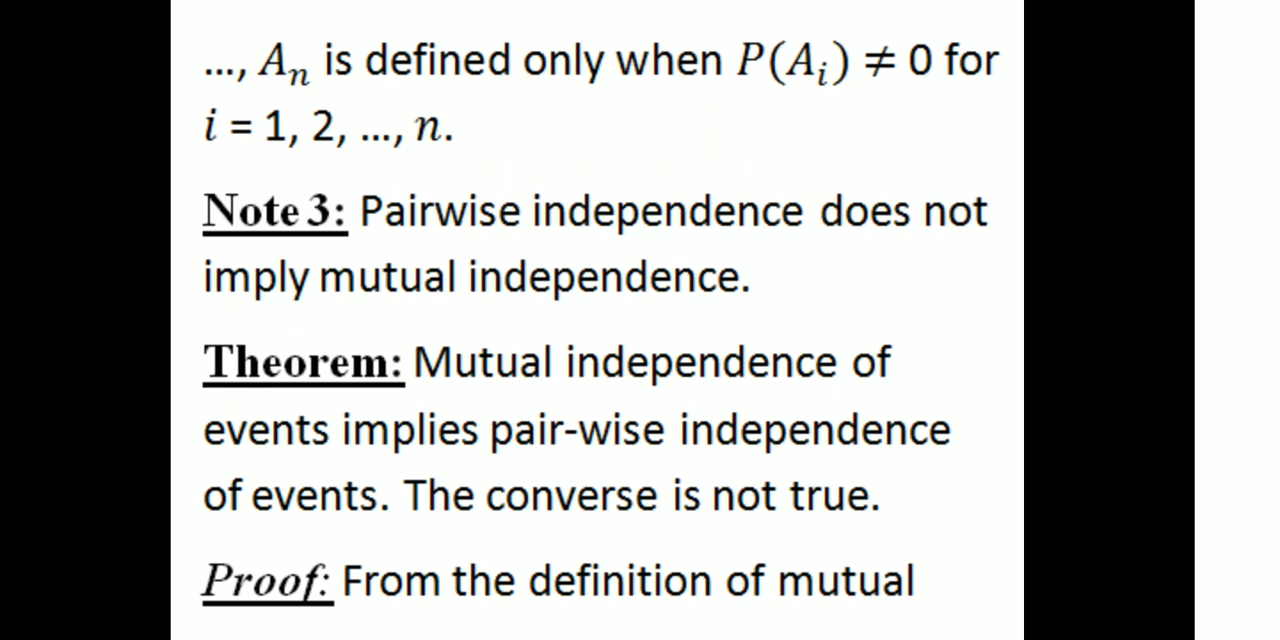 ..., Aₙ is defined only when P(Aᵢ) ≠ 0 for
i = 1, 2, ..., n.
Note 3: Pairwise independence does not
imply mutual independence.
Theorem: Mutual independence of
events implies pair-wise independence
of events. The converse is not true.
Proof: From the definition of mutual